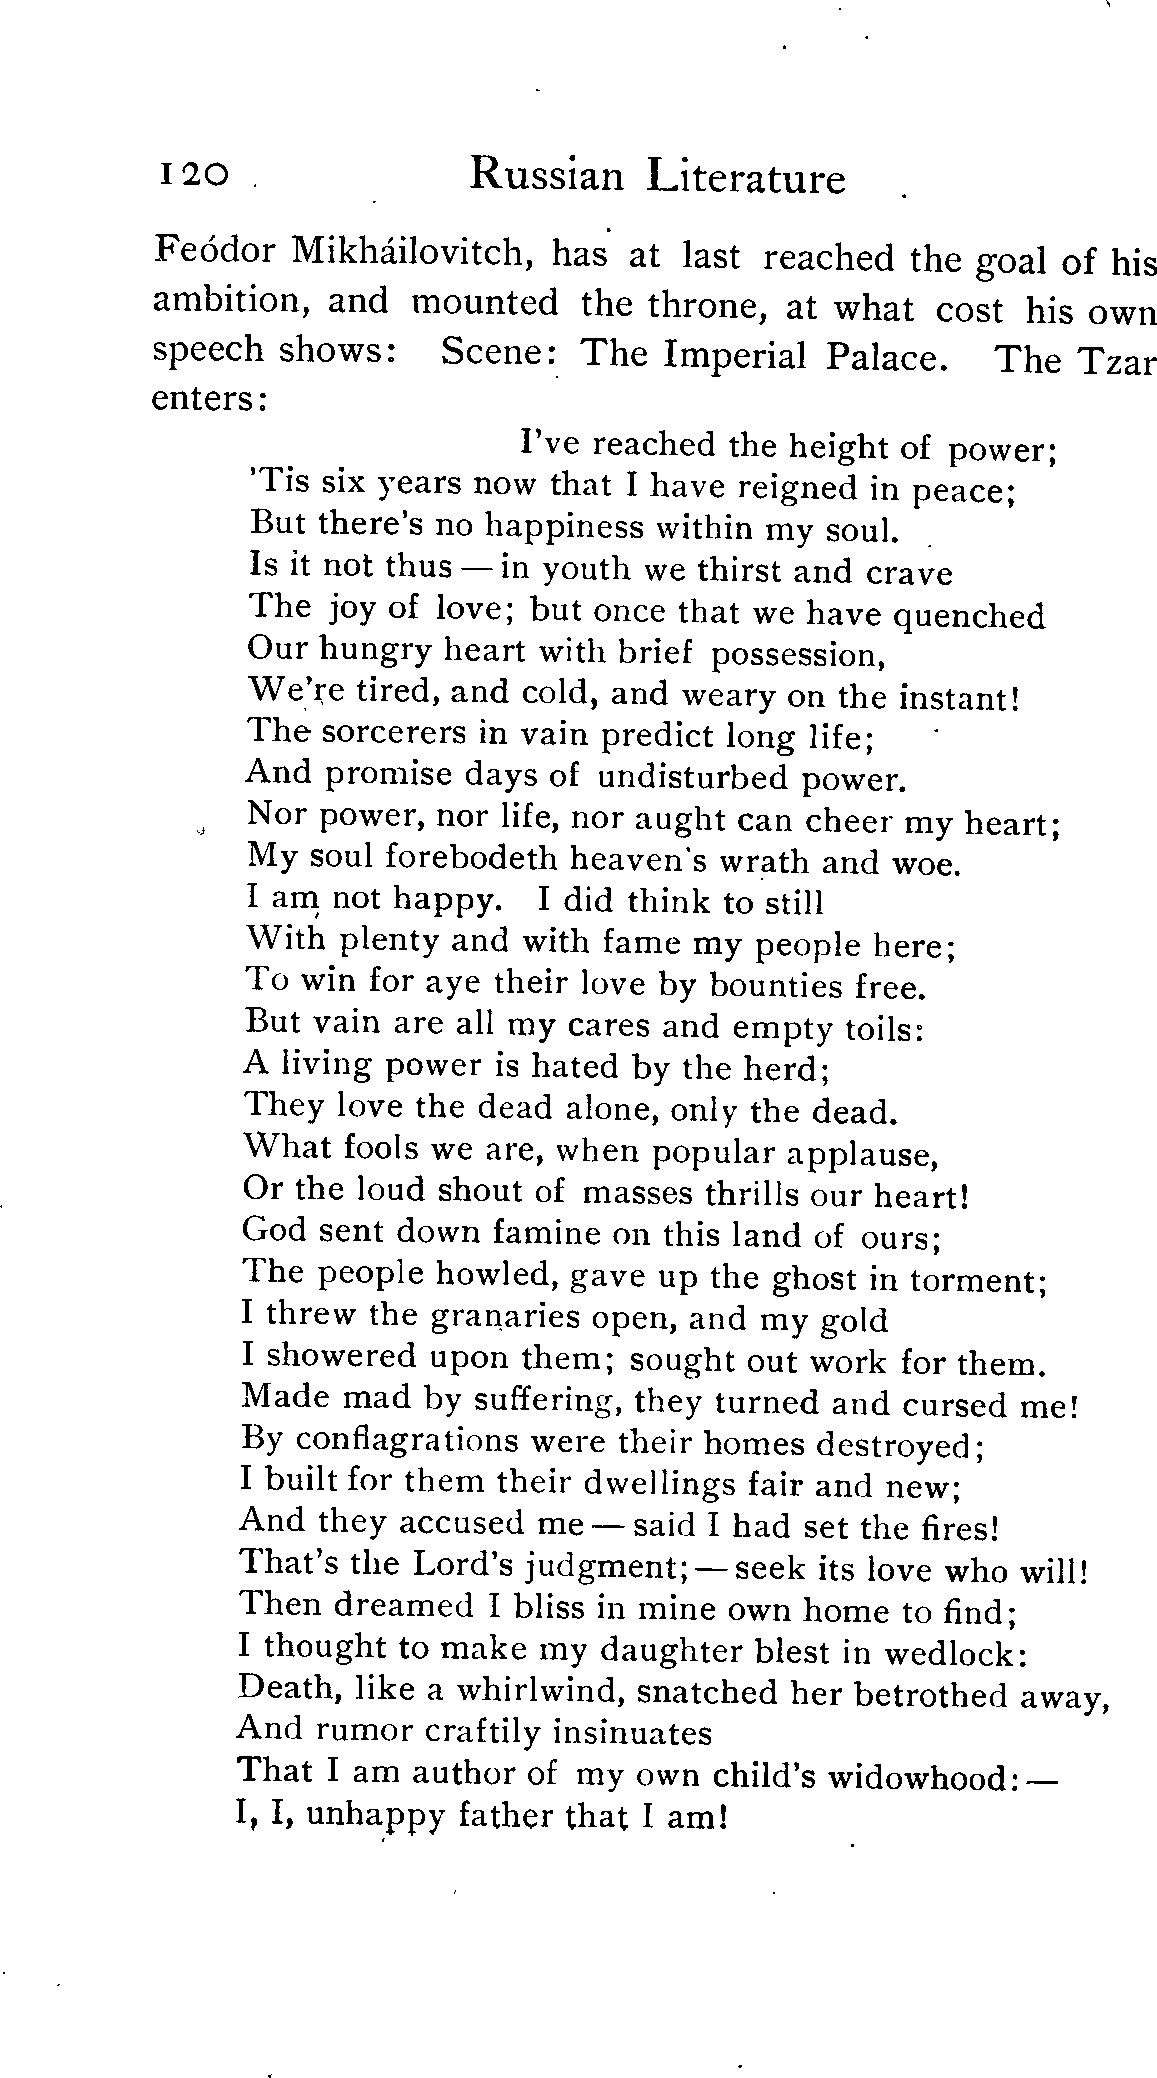 120 Russian Literature
Feódor Mikháilovitch, has at last reached the goal of his
ambition, and mounted the throne, at what cost his own
speech shows: Scene: The Imperial Palace. The Tzar
enters:
I've reached the height of power;
'Tis six years now that I have reigned in peace;
But there's no happiness within my soul.
Is it not thus — in youth we thirst and crave
The joy of love; but once that we have quenched
Our hungry heart with brief possession,
We're tired, and cold, and weary on the instant!
The sorcerers in vain predict long life;
And promise days of undisturbed power.
Nor power, nor life, nor aught can cheer my heart;
My soul forebodeth heaven's wrath and woe.
I am not happy. I did think to still
With plenty and with fame my people here;
To win for aye their love by bounties free.
But vain are all my cares and empty toils:
A living power is hated by the herd;
They love the dead alone, only the dead.
What fools we are, when popular applause,
Or the loud shout of masses thrills our heart!
God sent down famine on this land of ours;
The people howled, gave up the ghost in torment;
I threw the granaries open, and my gold
I showered upon them; sought out work for them.
Made mad by suffering, they turned and cursed me!
By conflagrations were their homes destroyed;
I built for them their dwellings fair and new;
And they accused me — said I had set the fires!
That's the Lord's judgment; — seek its love who will!
Then dreamed I bliss in mine own home to find;
I thought to make my daughter blest in wedlock:
Death, like a whirlwind, snatched her betrothed away,
And rumor craftily insinuates
That I am author of my own child's widowhood: —
I, I, unhappy father that I am!